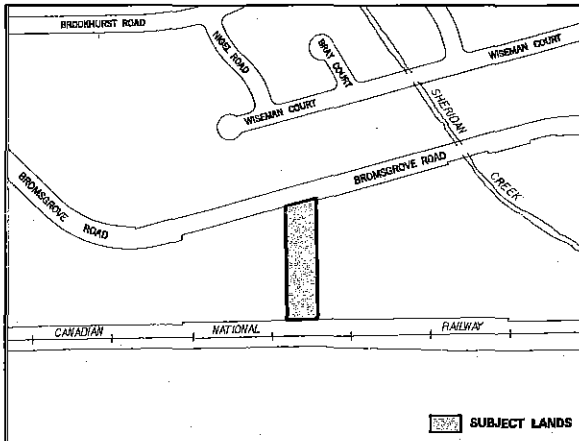 BROOKHURST ROAD
NIGEL ROAD
BRAY COURT
WISEMAN COURT
WISEMAN COURT
SHERIDAN
CREEK
BROMSGROVE ROAD
BROMSGROVE
ROAD
CANADIAN NATIONAL RAILWAY
SUBJECT LANDS